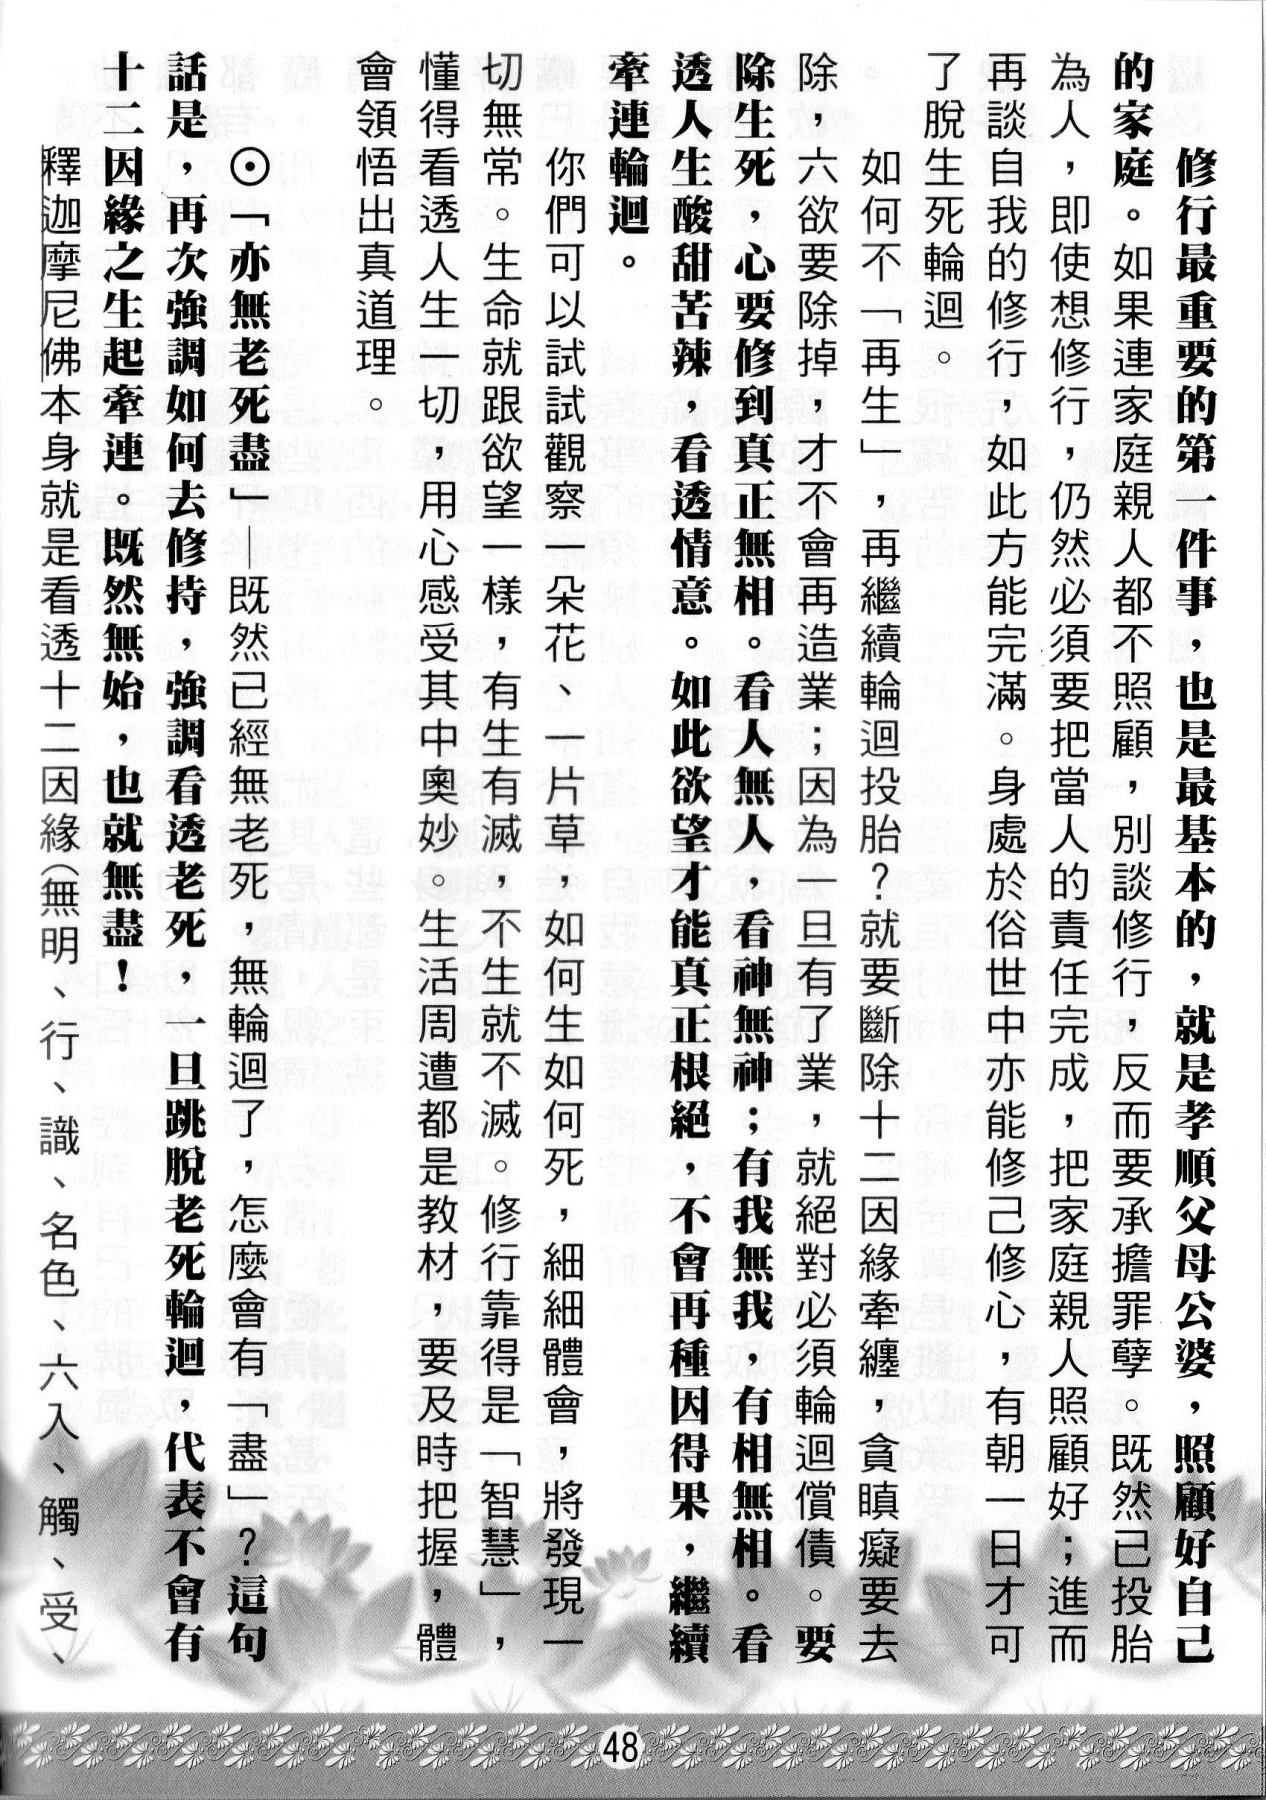 修行最重要的第一件事，也是最基本的，就是孝順父母公婆，照顧好自己
的家庭。如果連家庭親人都不照顧，別談修行，反而要承擔罪孽。既然已投胎
為人，即使想修行，仍然必須要把當人的責任完成，把家庭親人照顧好；進而
再談自我的修行，如此方能完滿。身處於俗世中亦能修己修心，有朝一日才可
了脫生死輪迴。
如何不「再生」，再繼續輪迴投胎？就要斷除十二因緣牽纏，貪瞋癡要去
除，六欲要除掉，才不會再造業；因為一旦有了業，就絕對必須輪迴償債。要
除生死，心要修到真正無相。看人無人，看神無神；有我無我，有相無相。看
透人生酸甜苦辣，看透情意。如此欲望才能真正根絕，不會再種因得果，繼續
牽連輪迴。
你們可以試試觀察一朵花、一片草，如何生如何死，細細體會，將發現一
切無常。生命就跟欲望一樣，有生有滅，不生就不滅。修行靠得是「智慧」，
懂得看透人生一切，用心感受其中奧妙。生活周遭都是教材，要及時把握，體
會領悟出真道理。
⊙「亦無老死盡」—既然已經無老死，無輪迴了，怎麼會有「盡」？這句
話是，再次強調如何去修持，強調看透老死，一旦跳脫老死輪迴，代表不會有
十二因緣之生起牽連。既然無始，也就無盡！
釋迦摩尼佛本身就是看透十二因緣（無明、行、識、名色、六入、觸、受、
48